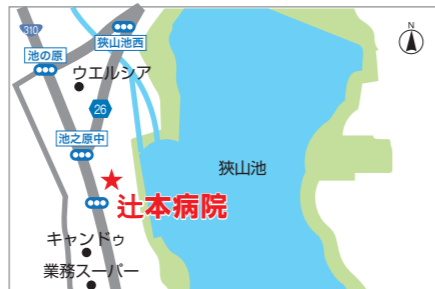 310
狭山池西
N
池の原
ウエルシア
26
池之原中
狭山池
辻本病院
キャンドゥ
業務スーパー